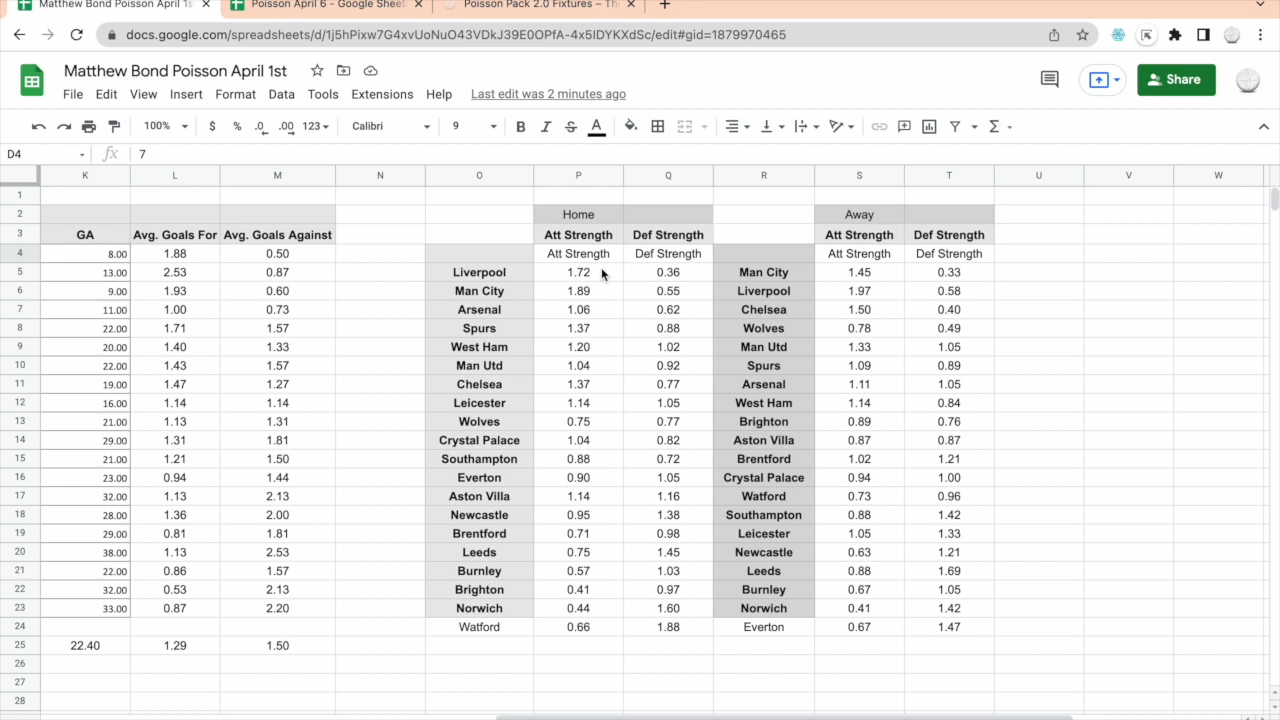 Matthew Bond Poisson April 1s × Poisson April 6 - Google Sheet × Poisson Pack 2.0 Fixtures – Th × +
docs.google.com/spreadsheets/d/1j5hPixw7G4xvUoNuO43VDkJ39E0OPfA-4x5IDYKXdSc/edit#gid=1879970465
Matthew Bond Poisson April 1st
File Edit View Insert Format Data Tools Extensions Help Last edit was 2 minutes ago
Share
100% $ % .0 .00 123 Calibri 9 B I S A
D4 fx 7
K L M N O P Q R S T U V W
1
2 Home Away
3 GA Avg. Goals For Avg. Goals Against Att Strength Def Strength Att Strength Def Strength
4 8.00 1.88 0.50 Att Strength Def Strength Att Strength Def Strength
5 13.00 2.53 0.87 Liverpool 1.72 0.36 Man City 1.45 0.33
6 9.00 1.93 0.60 Man City 1.89 0.55 Liverpool 1.97 0.58
7 11.00 1.00 0.73 Arsenal 1.06 0.62 Chelsea 1.50 0.40
8 22.00 1.71 1.57 Spurs 1.37 0.88 Wolves 0.78 0.49
9 20.00 1.40 1.33 West Ham 1.20 1.02 Man Utd 1.33 1.05
10 22.00 1.43 1.57 Man Utd 1.04 0.92 Spurs 1.09 0.89
11 19.00 1.47 1.27 Chelsea 1.37 0.77 Arsenal 1.11 1.05
12 16.00 1.14 1.14 Leicester 1.14 1.05 West Ham 1.14 0.84
13 21.00 1.13 1.31 Wolves 0.75 0.77 Brighton 0.89 0.76
14 29.00 1.31 1.81 Crystal Palace 1.04 0.82 Aston Villa 0.87 0.87
15 21.00 1.21 1.50 Southampton 0.88 0.72 Brentford 1.02 1.21
16 23.00 0.94 1.44 Everton 0.90 1.05 Crystal Palace 0.94 1.00
17 32.00 1.13 2.13 Aston Villa 1.14 1.16 Watford 0.73 0.96
18 28.00 1.36 2.00 Newcastle 0.95 1.38 Southampton 0.88 1.42
19 29.00 0.81 1.81 Brentford 0.71 0.98 Leicester 1.05 1.33
20 38.00 1.13 2.53 Leeds 0.75 1.45 Newcastle 0.63 1.21
21 22.00 0.86 1.57 Burnley 0.57 1.03 Leeds 0.88 1.69
22 32.00 0.53 2.13 Brighton 0.41 0.97 Burnley 0.67 1.05
23 33.00 0.87 2.20 Norwich 0.44 1.60 Norwich 0.41 1.42
24 Watford 0.66 1.88 Everton 0.67 1.47
25 22.40 1.29 1.50
26
27
28